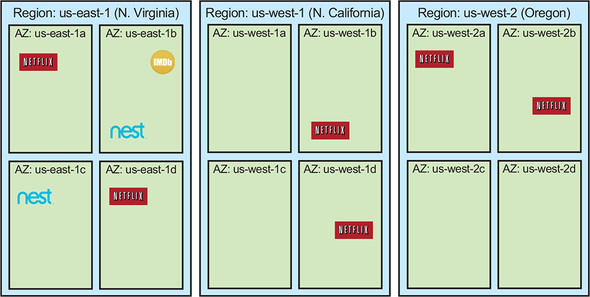 Region: us-east-1 (N. Virginia)
AZ: us-east-1a
NETFLIX
AZ: us-east-1b
IMDb
nest
AZ: us-east-1c
nest
AZ: us-east-1d
NETFLIX
Region: us-west-1 (N. California)
AZ: us-west-1a
AZ: us-west-1b
NETFLIX
AZ: us-west-1c
AZ: us-west-1d
NETFLIX
Region: us-west-2 (Oregon)
AZ: us-west-2a
NETFLIX
AZ: us-west-2b
NETFLIX
AZ: us-west-2c
AZ: us-west-2d